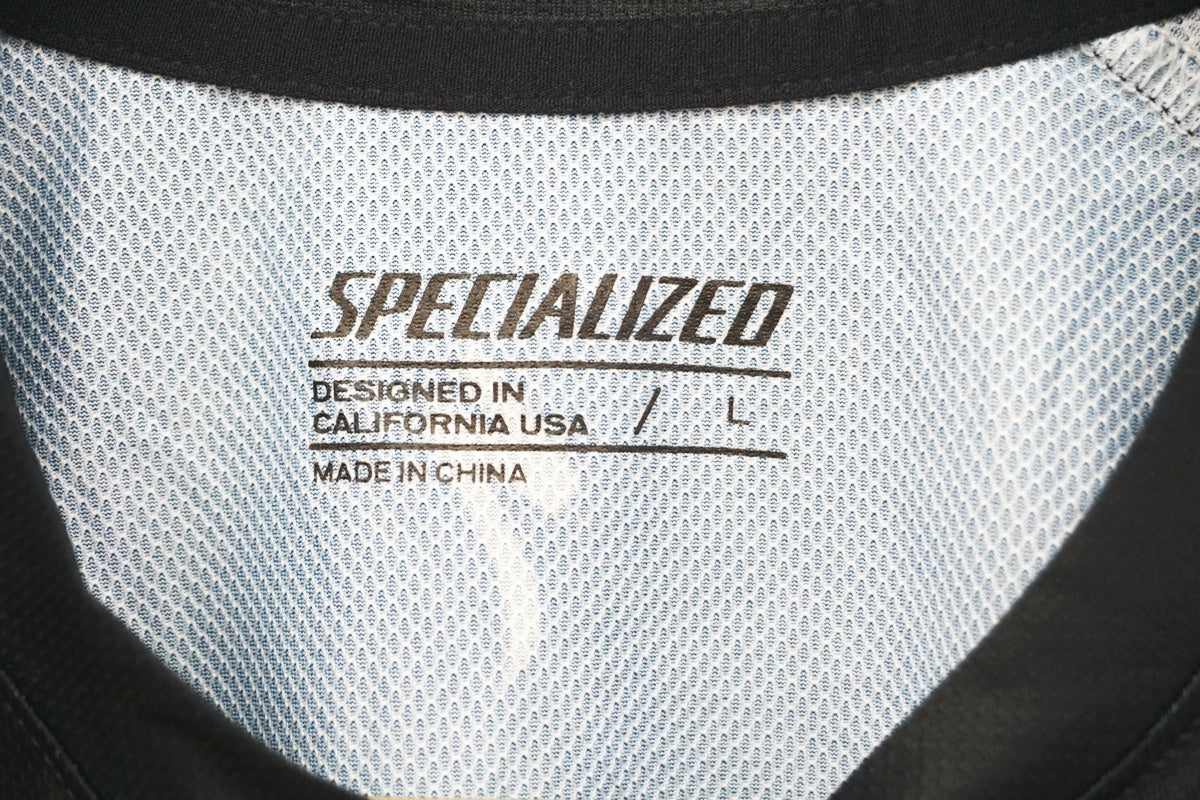 SPECIALIZED
DESIGNED IN
CALIFORNIA USA / L
MADE IN CHINA